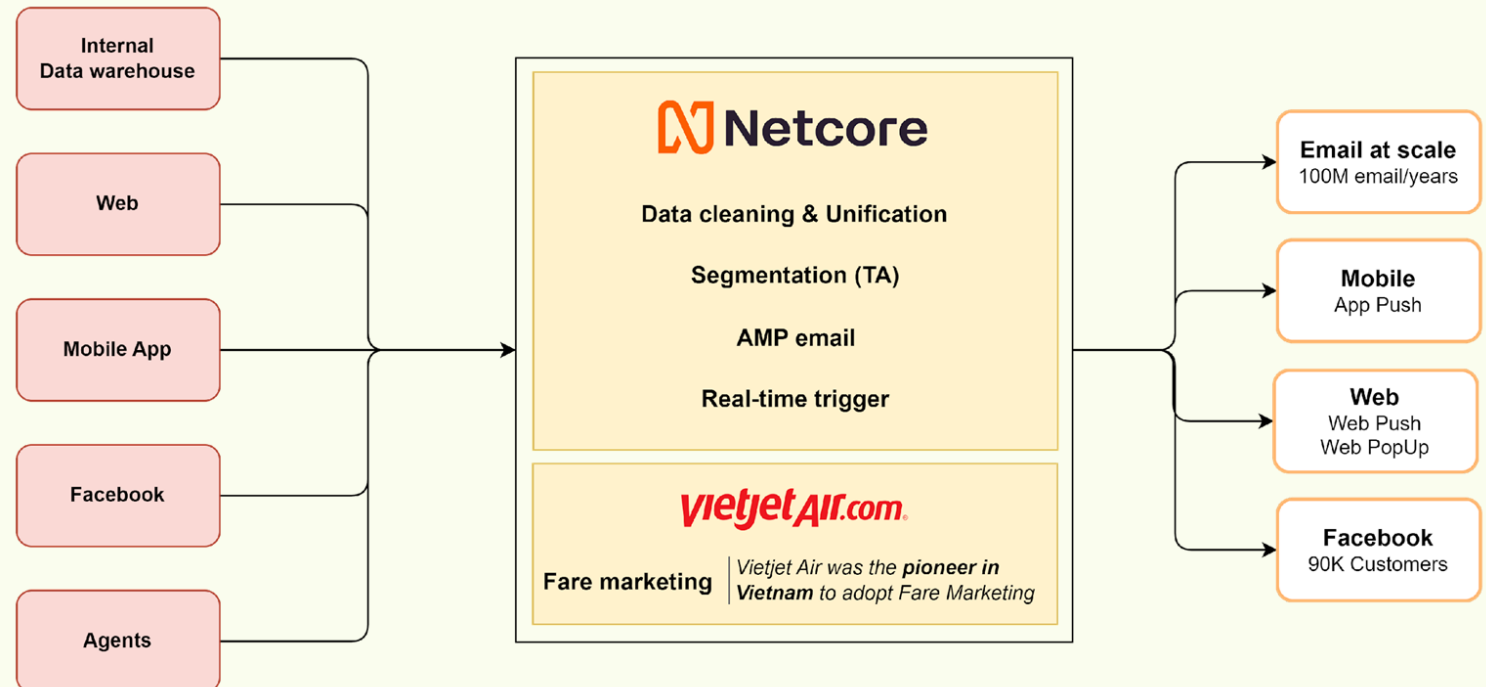 Internal
Data warehouse
Web
Mobile App
Facebook
Agents
Netcore
Data cleaning & Unification
Segmentation (TA)
AMP email
Real-time trigger
vietjetAir.com
Fare marketing
Vietjet Air was the pioneer in
Vietnam to adopt Fare Marketing
Email at scale
100M email/years
Mobile
App Push
Web
Web Push
Web PopUp
Facebook
90K Customers